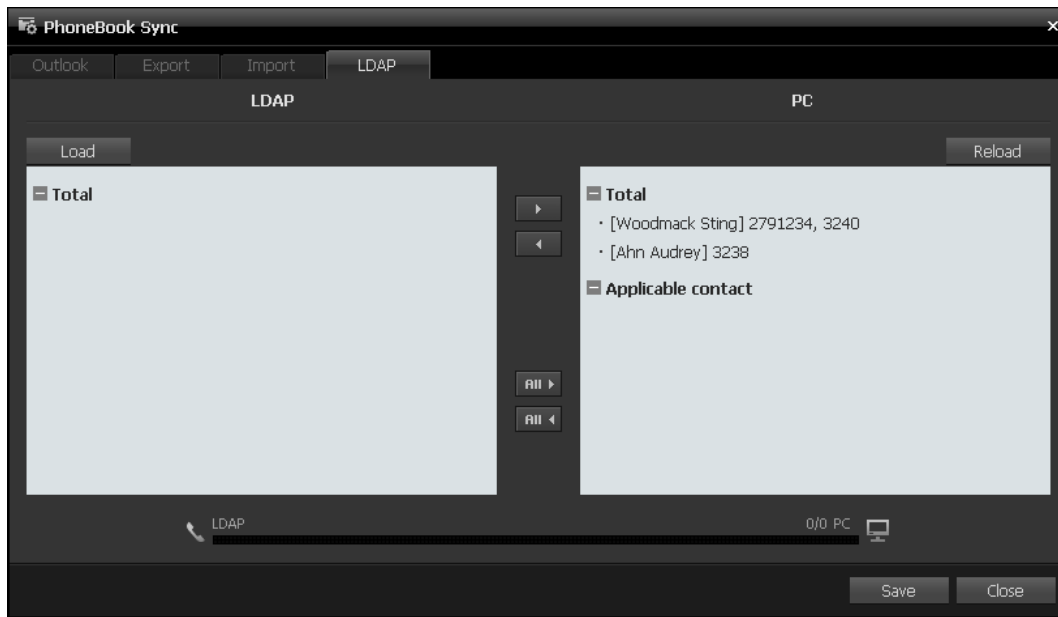 PhoneBook Sync
Outlook Export Import LDAP
LDAP PC
Load Reload
Total
Total
· [Woodmack Sting] 2791234, 3240
· [Ahn Audrey] 3238
Applicable contact
All
All
LDAP 0/0 PC
Save Close